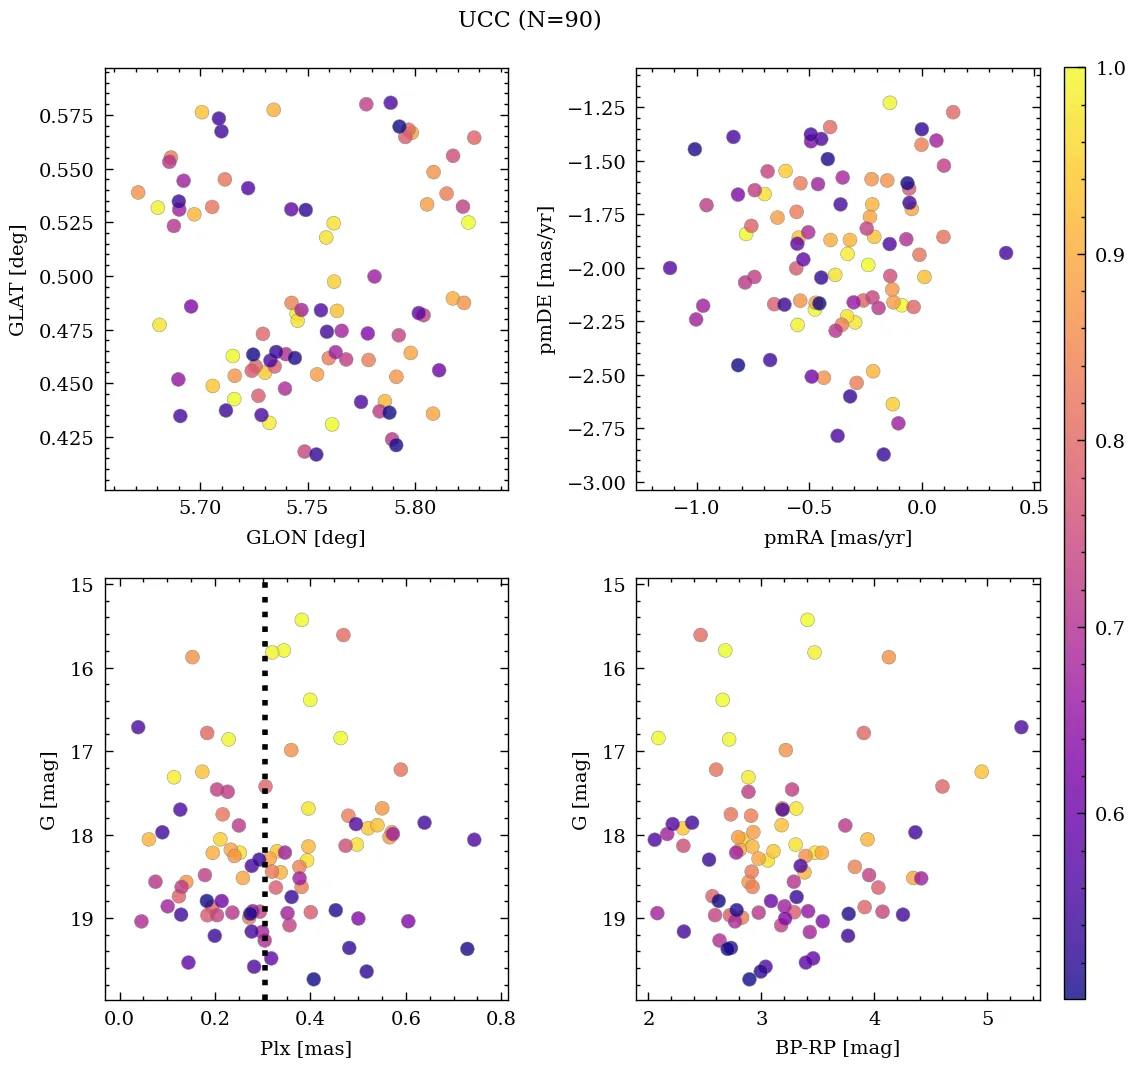 UCC (N=90)
0.575
0.550
0.525
0.500
0.475
0.450
0.425
GLAT [deg]
5.70 5.75 5.80
GLON [deg]
−1.25
−1.50
−1.75
−2.00
−2.25
−2.50
−2.75
−3.00
pmDE [mas/yr]
−1.0 −0.5 0.0 0.5
pmRA [mas/yr]
15
16
17
18
19
G [mag]
0.0 0.2 0.4 0.6 0.8
Plx [mas]
15
16
17
18
19
G [mag]
2 3 4 5
BP-RP [mag]
1.0
0.9
0.8
0.7
0.6